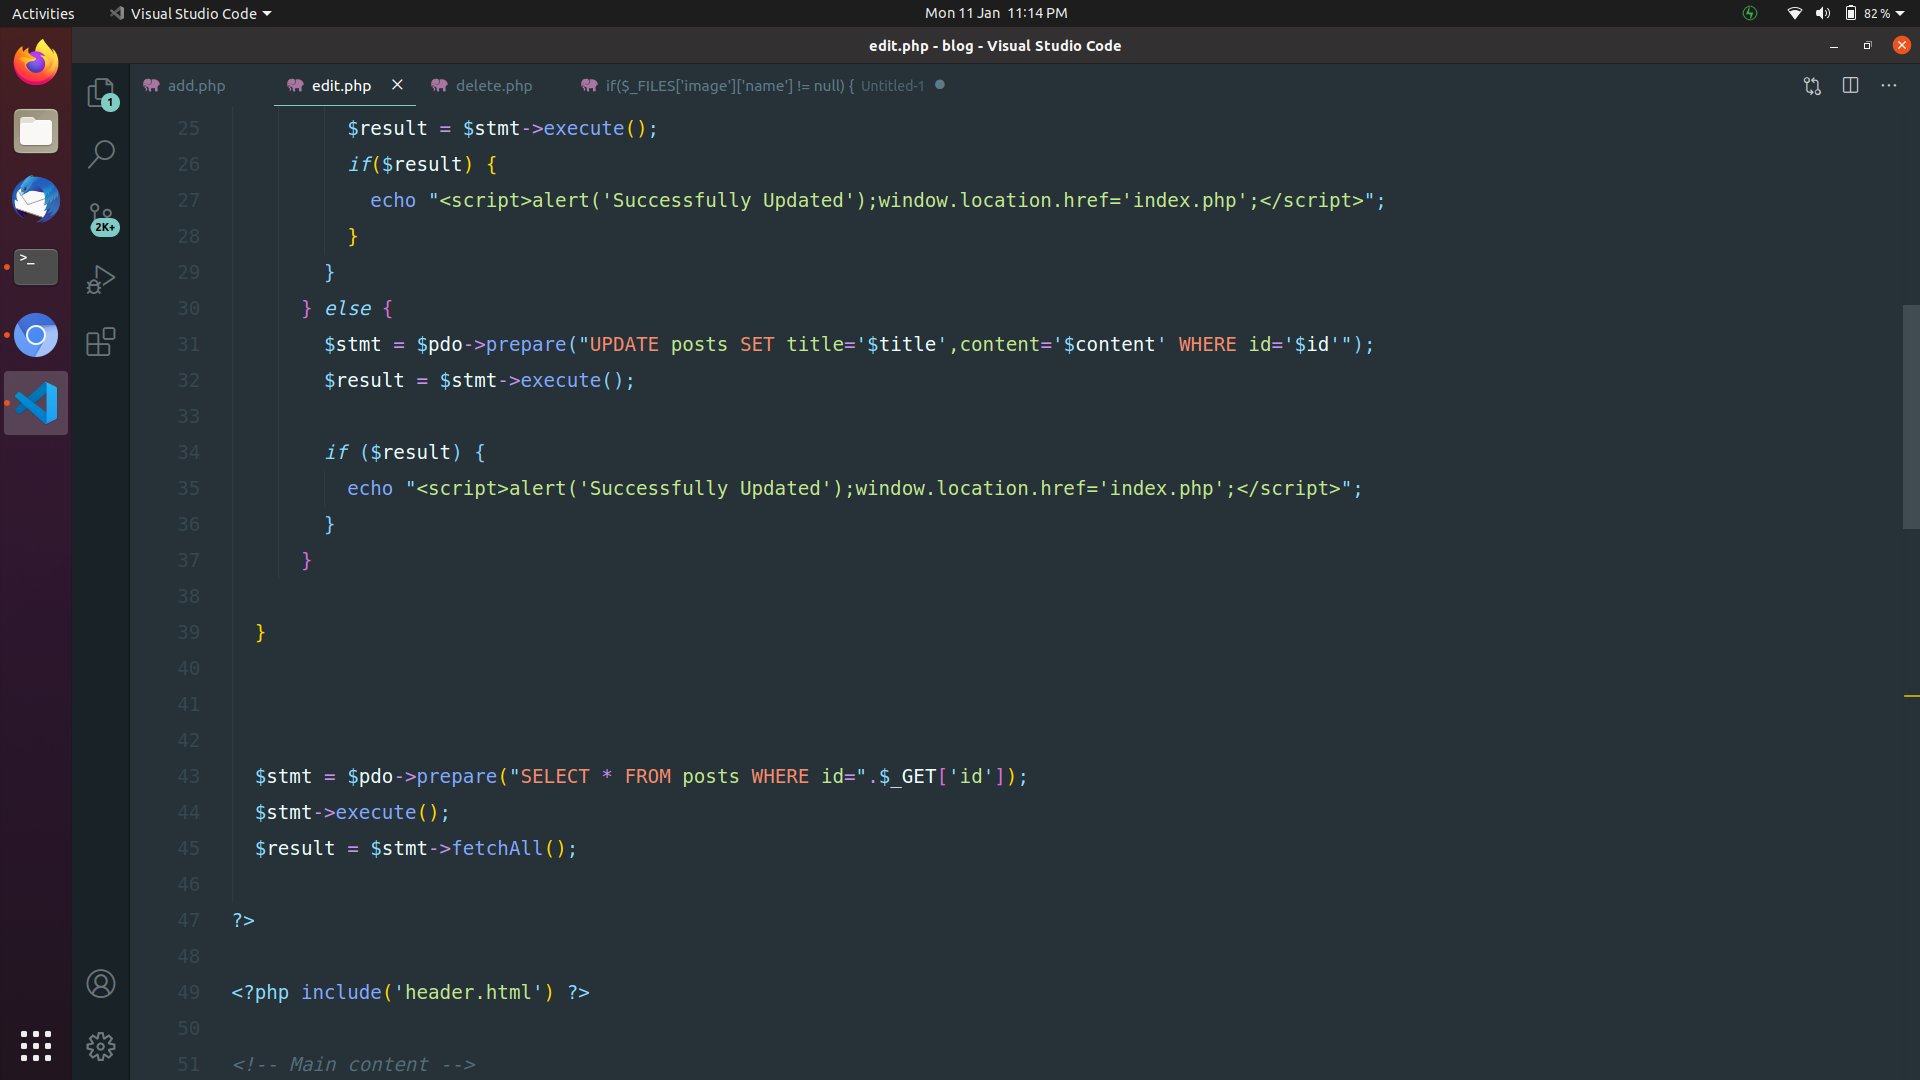 Activities Visual Studio Code Mon 11 Jan 11:14 PM 82 %
edit.php - blog - Visual Studio Code
add.php edit.php delete.php if($_FILES['image']['name'] != null) { Untitled-1
1
2K+
>_
25 $result = $stmt->execute();
26 if($result) {
27 echo "<script>alert('Successfully Updated');window.location.href='index.php';</script>";
28 }
29 }
30 } else {
31 $stmt = $pdo->prepare("UPDATE posts SET title='$title',content='$content' WHERE id='$id'");
32 $result = $stmt->execute();
33
34 if ($result) {
35 echo "<script>alert('Successfully Updated');window.location.href='index.php';</script>";
36 }
37 }
38
39 }
40
41
42
43 $stmt = $pdo->prepare("SELECT * FROM posts WHERE id=".$_GET['id']);
44 $stmt->execute();
45 $result = $stmt->fetchAll();
46
47 ?>
48
49 <?php include('header.html') ?>
50
51 <!-- Main content -->